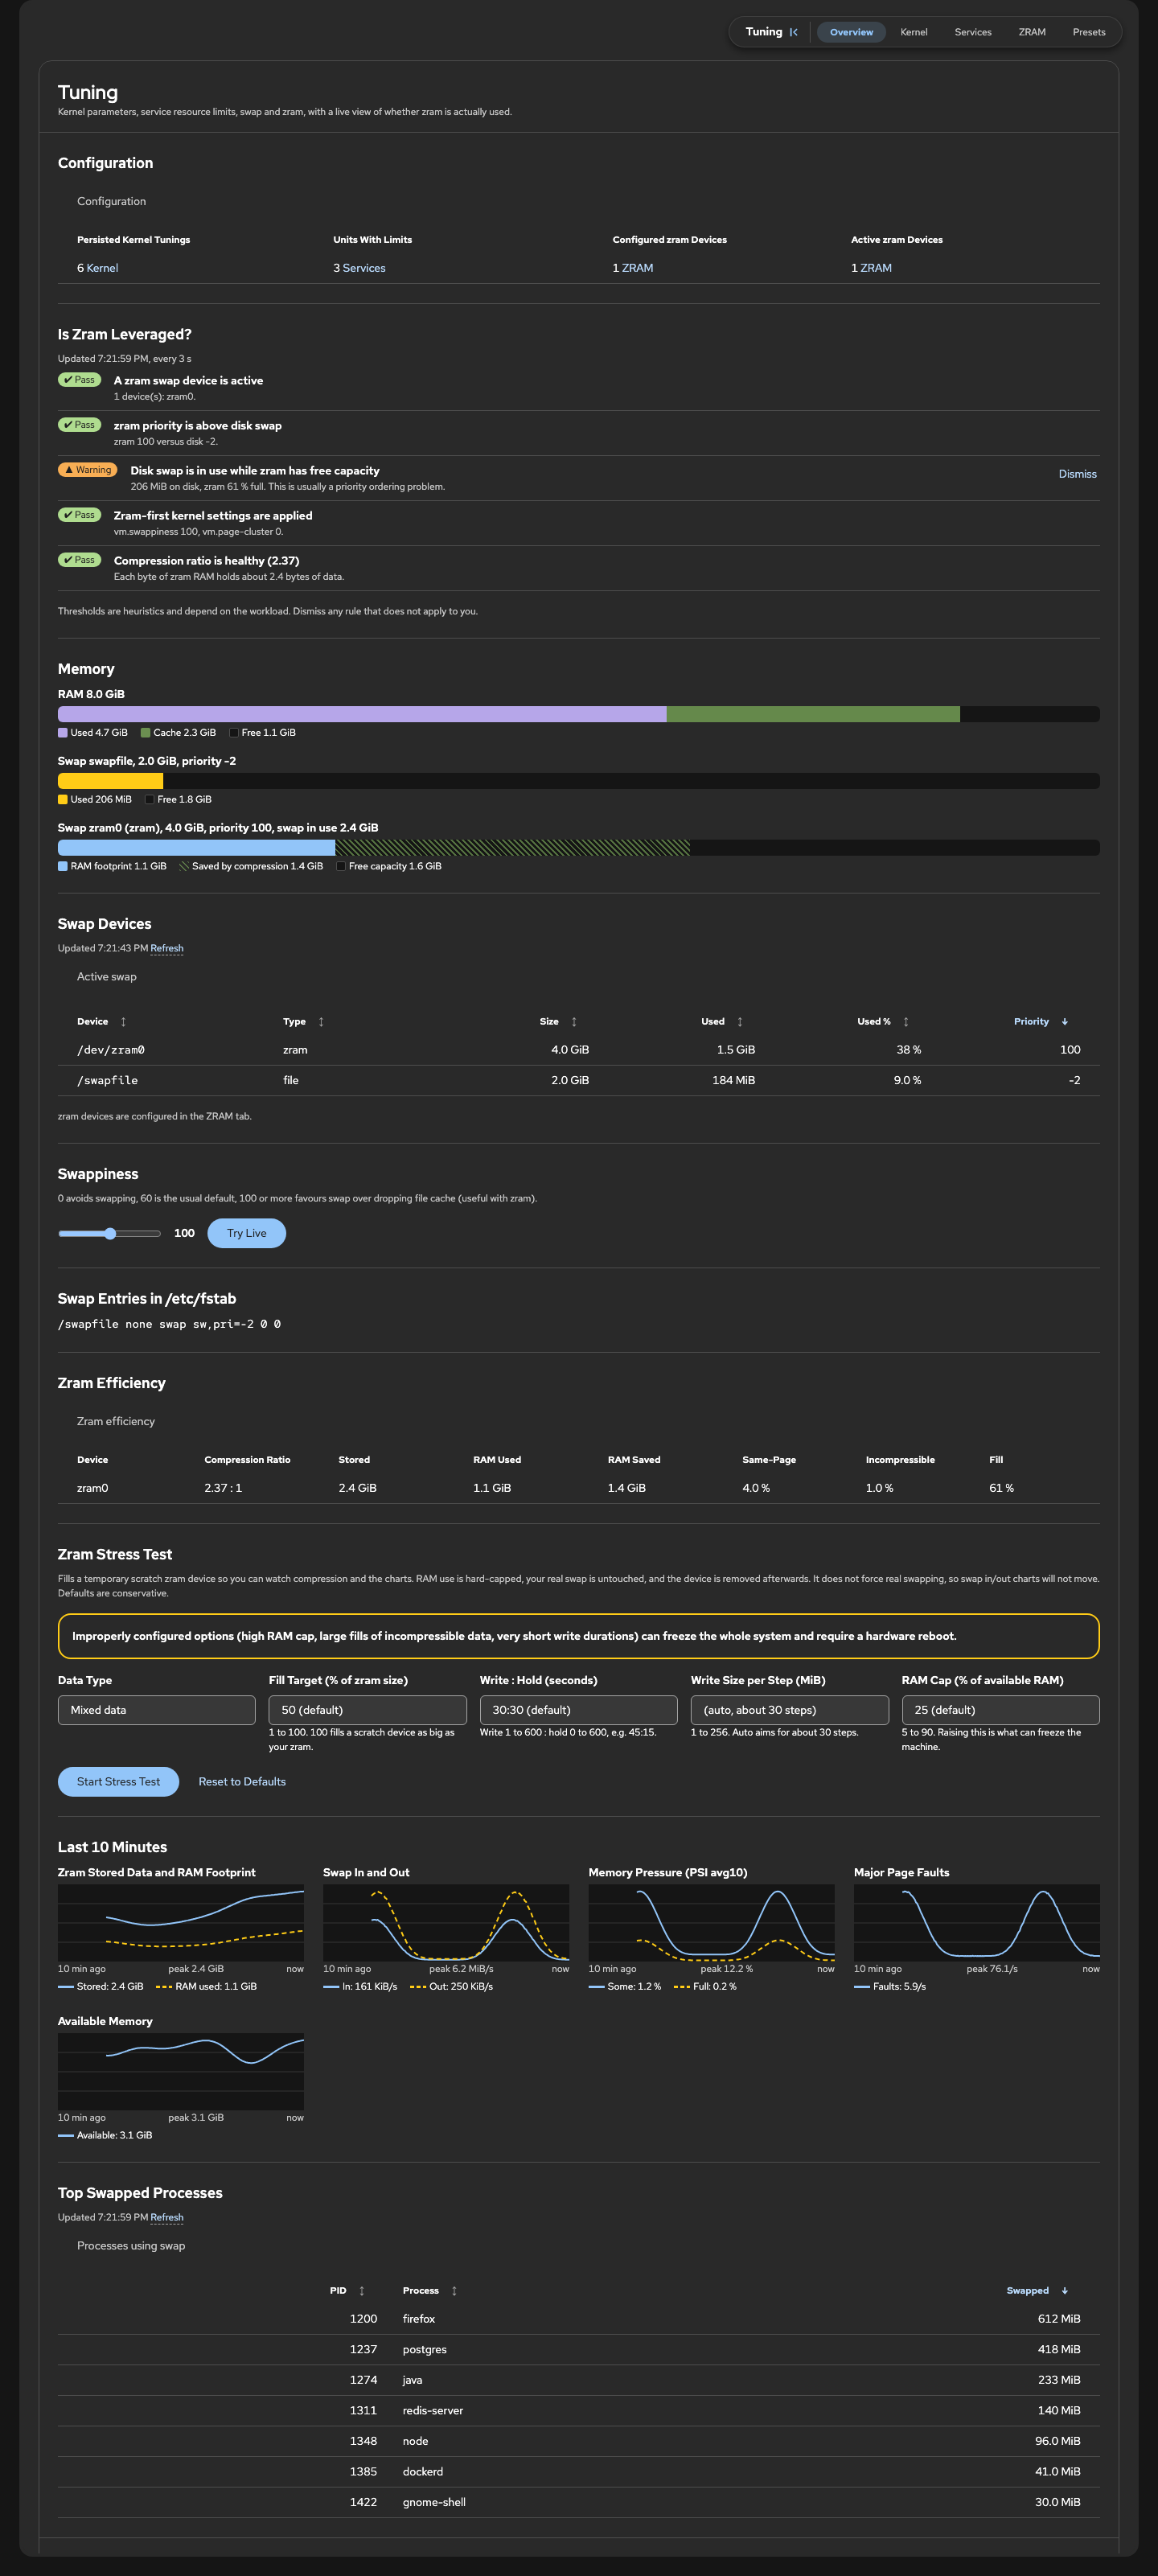 Tuning
Overview
Kernel
Services
ZRAM
Presets
Tuning
Kernel parameters, service resource limits, swap and zram, with a live view of whether zram is actually used.
Configuration
Configuration
Persisted Kernel Tunings Units With Limits Configured zram Devices Active zram Devices
6 Kernel 3 Services 1 ZRAM 1 ZRAM
Is Zram Leveraged?
Updated 7:21:59 PM, every 3 s
✔ Pass A zram swap device is active
1 device(s): zram0.
✔ Pass zram priority is above disk swap
zram 100 versus disk -2.
▲ Warning Disk swap is in use while zram has free capacity
206 MiB on disk, zram 61 % full. This is usually a priority ordering problem.
Dismiss
✔ Pass Zram-first kernel settings are applied
vm.swappiness 100, vm.page-cluster 0.
✔ Pass Compression ratio is healthy (2.37)
Each byte of zram RAM holds about 2.4 bytes of data.
Thresholds are heuristics and depend on the workload. Dismiss any rule that does not apply to you.
Memory
RAM 8.0 GiB
Used 4.7 GiB Cache 2.3 GiB Free 1.1 GiB
Swap swapfile, 2.0 GiB, priority -2
Used 206 MiB Free 1.8 GiB
Swap zram0 (zram), 4.0 GiB, priority 100, swap in use 2.4 GiB
RAM footprint 1.1 GiB Saved by compression 1.4 GiB Free capacity 1.6 GiB
Swap Devices
Updated 7:21:43 PM Refresh
Active swap
Device Type Size Used Used % Priority
/dev/zram0 zram 4.0 GiB 1.5 GiB 38 % 100
/swapfile file 2.0 GiB 184 MiB 9.0 % -2
zram devices are configured in the ZRAM tab.
Swappiness
0 avoids swapping, 60 is the usual default, 100 or more favours swap over dropping file cache (useful with zram).
100 Try Live
Swap Entries in /etc/fstab
/swapfile none swap sw,pri=-2 0 0
Zram Efficiency
Zram efficiency
Device Compression Ratio Stored RAM Used RAM Saved Same-Page Incompressible Fill
zram0 2.37 : 1 2.4 GiB 1.1 GiB 1.4 GiB 4.0 % 1.0 % 61 %
Zram Stress Test
Fills a temporary scratch zram device so you can watch compression and the charts. RAM use is hard-capped, your real swap is untouched, and the device is removed afterwards. It does not force real swapping, so swap in/out charts will not move.
Defaults are conservative.
Improperly configured options (high RAM cap, large fills of incompressible data, very short write durations) can freeze the whole system and require a hardware reboot.
Data Type
Mixed data
Fill Target (% of zram size)
50 (default)
1 to 100. 100 fills a scratch device as big as
your zram.
Write : Hold (seconds)
30:30 (default)
Write 1 to 600 : hold 0 to 600, e.g. 45:15.
Write Size per Step (MiB)
(auto, about 30 steps)
1 to 256. Auto aims for about 30 steps.
RAM Cap (% of available RAM)
25 (default)
5 to 90. Raising this is what can freeze the
machine.
Start Stress Test Reset to Defaults
Last 10 Minutes
Zram Stored Data and RAM Footprint
10 min ago peak 2.4 GiB now
Stored: 2.4 GiB RAM used: 1.1 GiB
Swap In and Out
10 min ago peak 6.2 MiB/s now
In: 161 KiB/s Out: 250 KiB/s
Memory Pressure (PSI avg10)
10 min ago peak 12.2 % now
Some: 1.2 % Full: 0.2 %
Major Page Faults
10 min ago peak 76.1/s now
Faults: 5.9/s
Available Memory
10 min ago peak 3.1 GiB now
Available: 3.1 GiB
Top Swapped Processes
Updated 7:21:59 PM Refresh
Processes using swap
PID Process Swapped
1200 firefox 612 MiB
1237 postgres 418 MiB
1274 java 233 MiB
1311 redis-server 140 MiB
1348 node 96.0 MiB
1385 dockerd 41.0 MiB
1422 gnome-shell 30.0 MiB